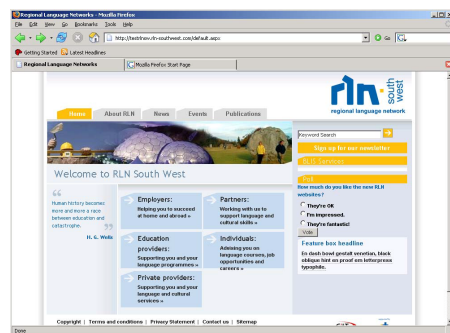 Regional Language Networks - Mozilla Firefox
File Edit View Go Bookmarks Tools Help
http://testrlnew.rln-southwest.com/default.aspx
Go
Getting Started Latest Headlines
Regional Language Networks
Mozilla Firefox Start Page
rln south west
regional language network
Home About RLN News Events Publications
Keyword Search
Sign up for our newsletter
SLIS Services
Poll
How much do you like the new RLN
websites?
They're OK
I'm impressed.
They're fantastic!
Vote
Feature box headline
En dash bowl gestalt venetian, black
oblique hint en proof em letterpress
typophile.
Welcome to RLN South West
Human history becomes
more and more a race
between education and
catastrophe.
H. G. Wells
Employers:
Helping you to succeed
at home and abroad »
Partners:
Working with us to
support language and
cultural skills »
Education
providers:
Supporting you and your
language programmes »
Individuals:
Advising you on
language courses, job
opportunities and
careers »
Private providers:
Supporting you and your
language and cultural
services »
Copyright | Terms and conditions | Privacy Statement | Contact us | Sitemap
Done